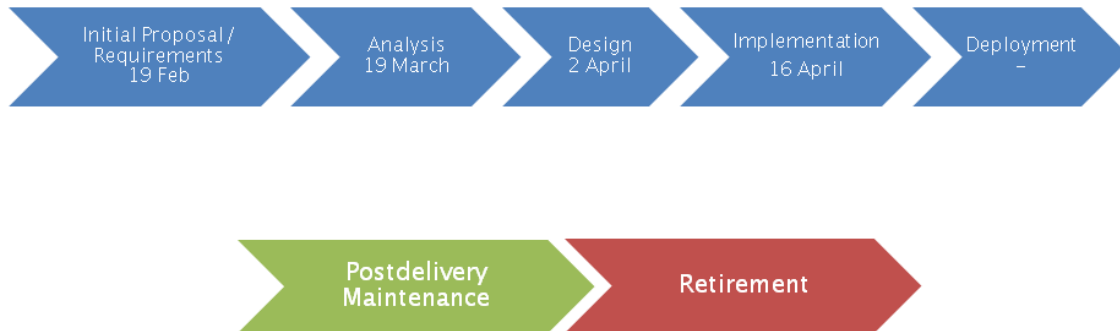 Initial Proposal /
Requirements
19 Feb
Analysis
19 March
Design
2 April
Implementation
16 April
Deployment
–
Postdelivery
Maintenance
Retirement